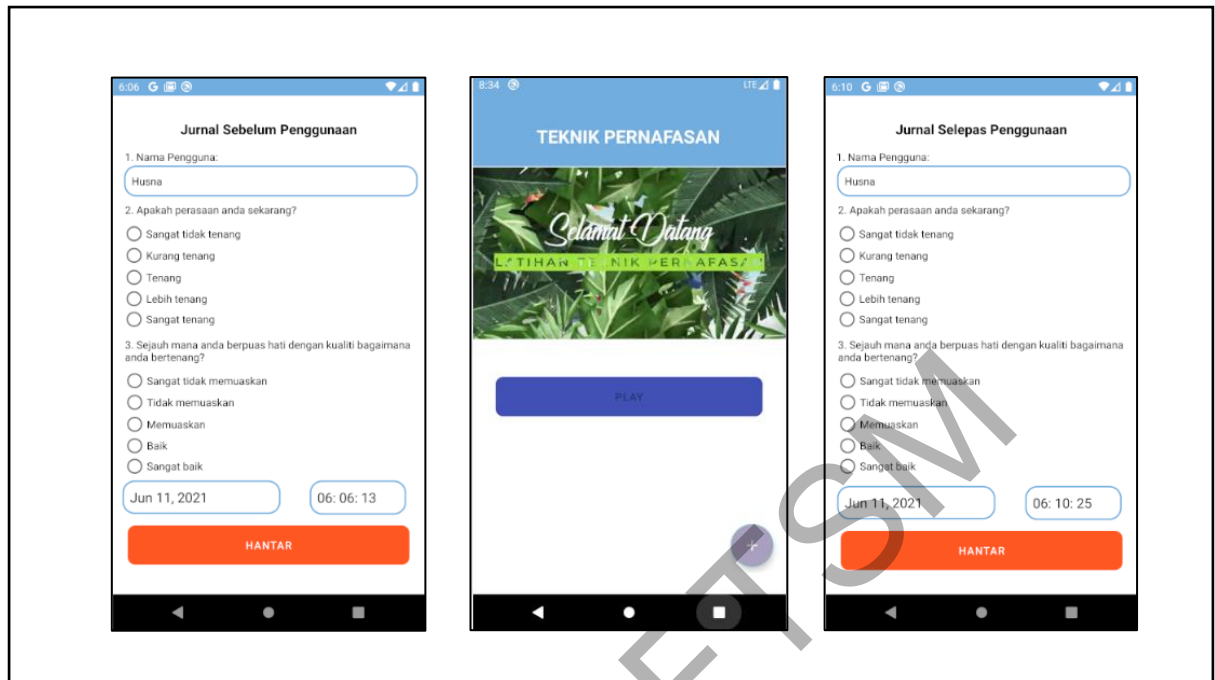 6:06 G
Jurnal Sebelum Penggunaan
1. Nama Pengguna:
Husna
2. Apakah perasaan anda sekarang?
Sangat tidak tenang
Kurang tenang
Tenang
Lebih tenang
Sangat tenang
3. Sejauh mana anda berpuas hati dengan kualiti bagaimana
anda bertenang?
Sangat tidak memuaskan
Tidak memuaskan
Memuaskan
Baik
Sangat baik
Jun 11, 2021
06: 06: 13
HANTAR
8:34
LTE
TEKNIK PERNAFASAN
Selamat Datang
LATIHAN TEKNIK PERNAFASAN
PLAY
+
6:10 G
Jurnal Selepas Penggunaan
1. Nama Pengguna:
Husna
2. Apakah perasaan anda sekarang?
Sangat tidak tenang
Kurang tenang
Tenang
Lebih tenang
Sangat tenang
3. Sejauh mana anda berpuas hati dengan kualiti bagaimana
anda bertenang?
Sangat tidak memuaskan
Tidak memuaskan
Memuaskan
Baik
Sangat baik
Jun 11, 2021
06: 10: 25
HANTAR
FTSM